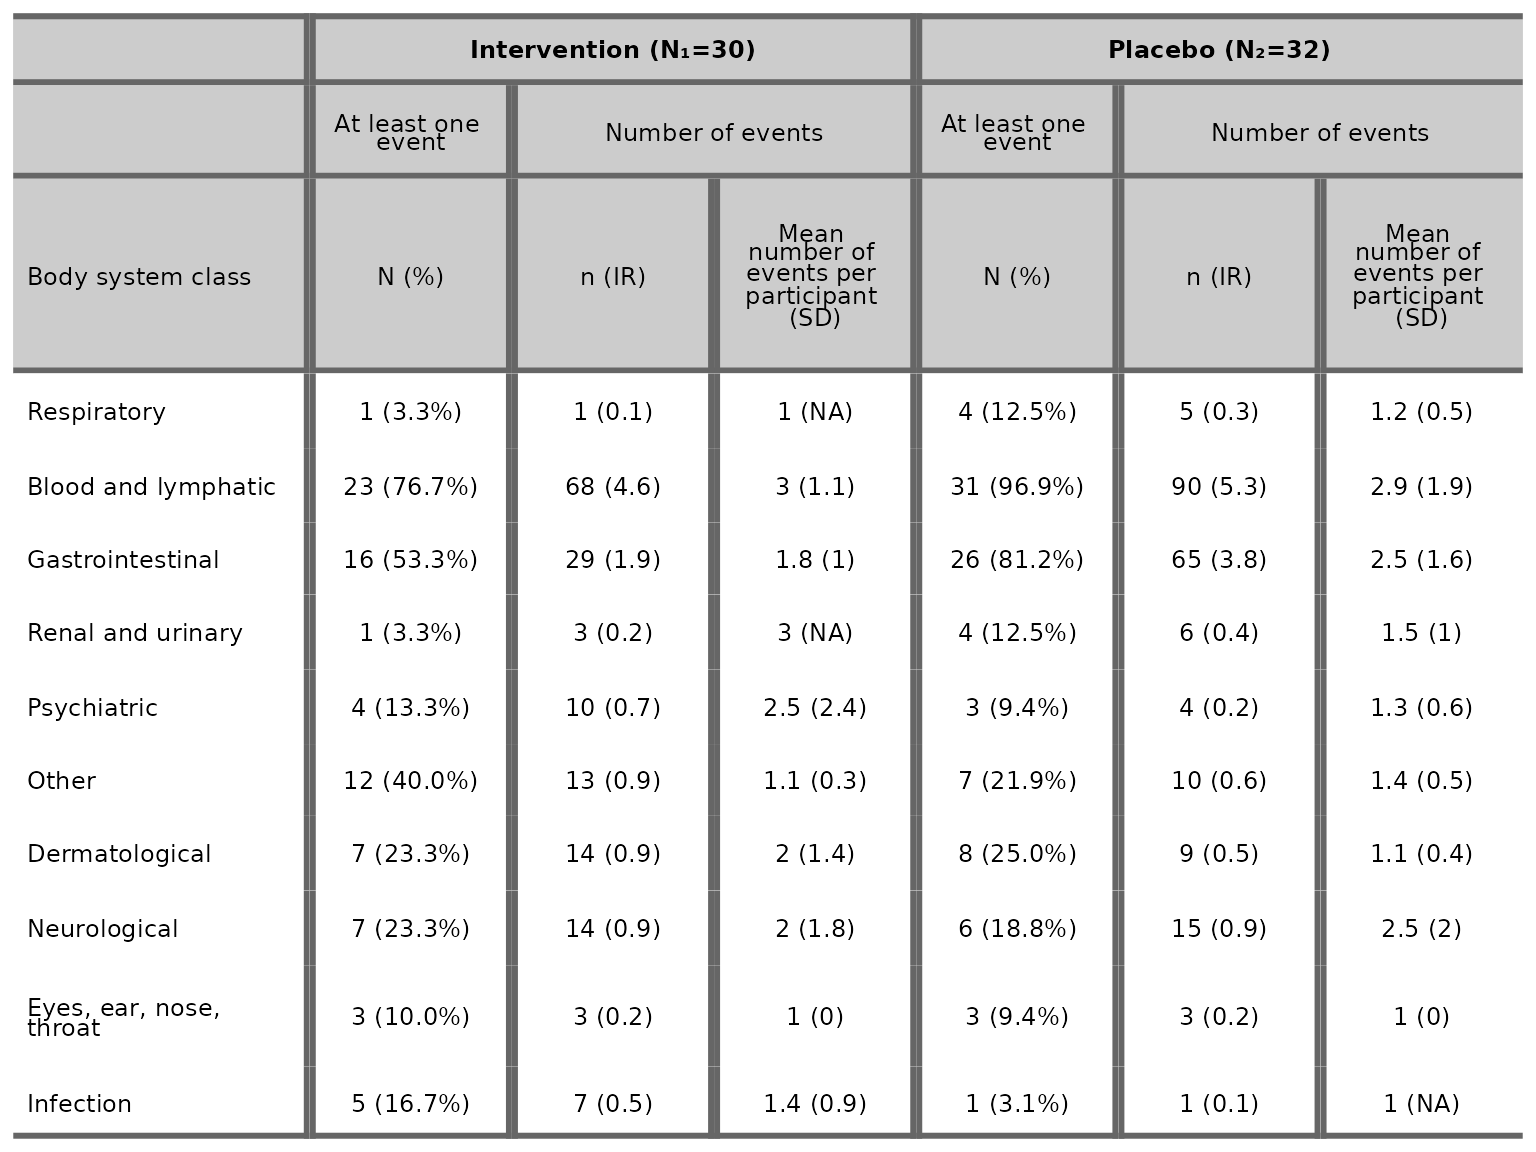 Intervention (N₁=30) Placebo (N₂=32)
At least one
event
Number of events
At least one
event
Number of events
Body system class
N (%)
n (IR)
Mean
number of
events per
participant
(SD)
N (%)
n (IR)
Mean
number of
events per
participant
(SD)
Respiratory 1 (3.3%) 1 (0.1) 1 (NA) 4 (12.5%) 5 (0.3) 1.2 (0.5)
Blood and lymphatic 23 (76.7%) 68 (4.6) 3 (1.1) 31 (96.9%) 90 (5.3) 2.9 (1.9)
Gastrointestinal 16 (53.3%) 29 (1.9) 1.8 (1) 26 (81.2%) 65 (3.8) 2.5 (1.6)
Renal and urinary 1 (3.3%) 3 (0.2) 3 (NA) 4 (12.5%) 6 (0.4) 1.5 (1)
Psychiatric 4 (13.3%) 10 (0.7) 2.5 (2.4) 3 (9.4%) 4 (0.2) 1.3 (0.6)
Other 12 (40.0%) 13 (0.9) 1.1 (0.3) 7 (21.9%) 10 (0.6) 1.4 (0.5)
Dermatological 7 (23.3%) 14 (0.9) 2 (1.4) 8 (25.0%) 9 (0.5) 1.1 (0.4)
Neurological 7 (23.3%) 14 (0.9) 2 (1.8) 6 (18.8%) 15 (0.9) 2.5 (2)
Eyes, ear, nose,
throat
3 (10.0%) 3 (0.2) 1 (0) 3 (9.4%) 3 (0.2) 1 (0)
Infection 5 (16.7%) 7 (0.5) 1.4 (0.9) 1 (3.1%) 1 (0.1) 1 (NA)